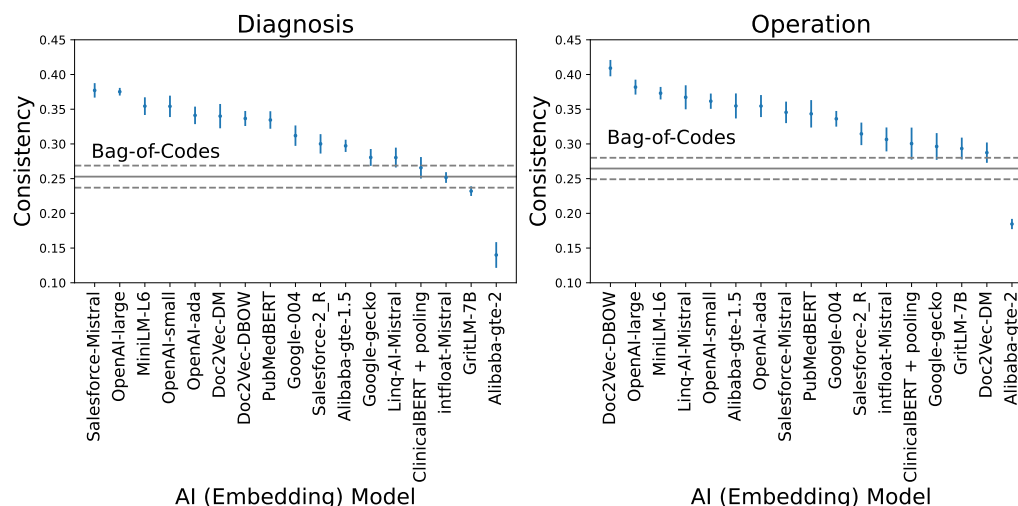 Diagnosis
0.45
0.40
0.35
0.30
0.25
0.20
0.15
0.10
Consistency
Bag-of-Codes
Salesforce-Mistral
OpenAI-large
MiniLM-L6
OpenAI-small
OpenAI-ada
Doc2Vec-DM
Doc2Vec-DBOW
PubMedBERT
Google-004
Salesforce-2_R
Alibaba-gte-1.5
Google-gecko
Linq-AI-Mistral
ClinicalBERT + pooling
intfloat-Mistral
GritLM-7B
Alibaba-gte-2
AI (Embedding) Model
Operation
0.45
0.40
0.35
0.30
0.25
0.20
0.15
0.10
Consistency
Bag-of-Codes
Doc2Vec-DBOW
OpenAI-large
MiniLM-L6
Linq-AI-Mistral
OpenAI-small
Alibaba-gte-1.5
OpenAI-ada
Salesforce-Mistral
PubMedBERT
Google-004
Salesforce-2_R
intfloat-Mistral
ClinicalBERT + pooling
Google-gecko
GritLM-7B
Doc2Vec-DM
Alibaba-gte-2
AI (Embedding) Model